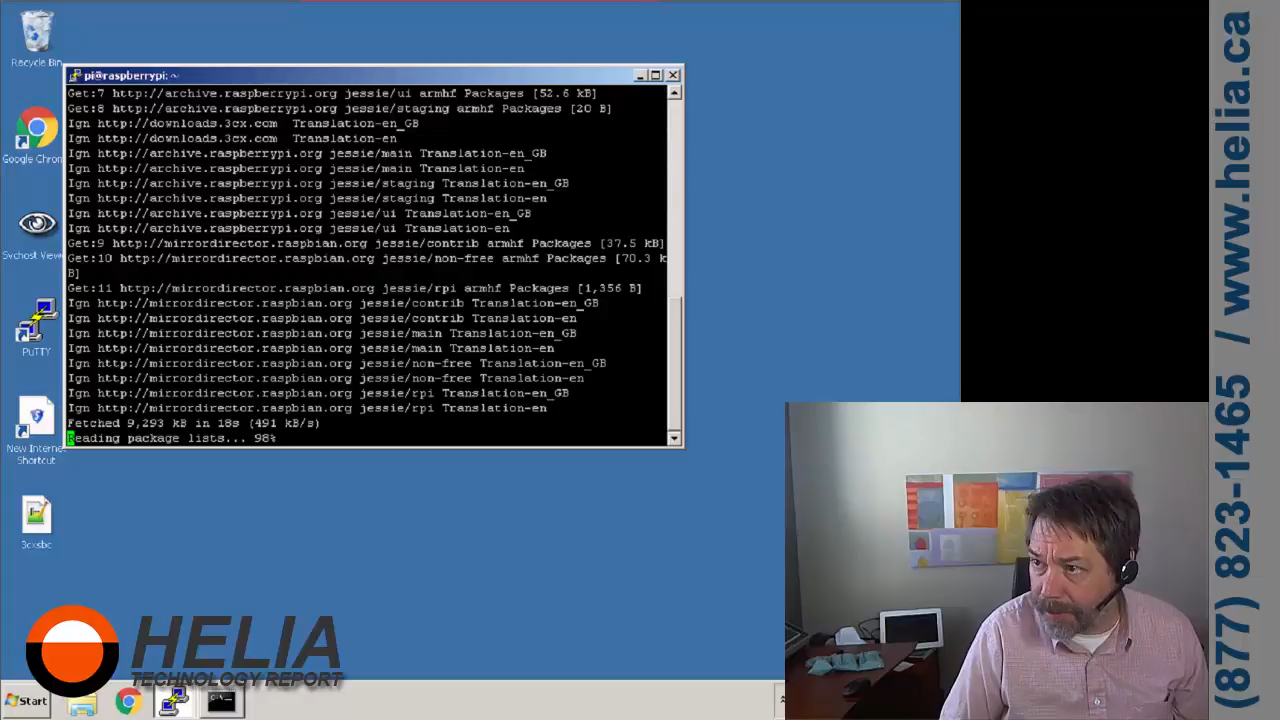 Recycle Bin
Google Chrom
Svchost View
PuTTY
New Internet
Shortcut
3cxsbc
pi@raspberrypi: ~
Get:7 http://archive.raspberrypi.org jessie/ui armhf Packages [52.6 kB]
Get:8 http://archive.raspberrypi.org jessie/staging armhf Packages [20 B]
Ign http://downloads.3cx.com  Translation-en_GB
Ign http://downloads.3cx.com  Translation-en
Ign http://archive.raspberrypi.org jessie/main Translation-en_GB
Ign http://archive.raspberrypi.org jessie/main Translation-en
Ign http://archive.raspberrypi.org jessie/staging Translation-en_GB
Ign http://archive.raspberrypi.org jessie/staging Translation-en
Ign http://archive.raspberrypi.org jessie/ui Translation-en_GB
Ign http://archive.raspberrypi.org jessie/ui Translation-en
Get:9 http://mirrordirector.raspbian.org jessie/contrib armhf Packages [37.5 kB]
Get:10 http://mirrordirector.raspbian.org jessie/non-free armhf Packages [70.3 k
B]
Get:11 http://mirrordirector.raspbian.org jessie/rpi armhf Packages [1,356 B]
Ign http://mirrordirector.raspbian.org jessie/contrib Translation-en_GB
Ign http://mirrordirector.raspbian.org jessie/contrib Translation-en
Ign http://mirrordirector.raspbian.org jessie/main Translation-en_GB
Ign http://mirrordirector.raspbian.org jessie/main Translation-en
Ign http://mirrordirector.raspbian.org jessie/non-free Translation-en_GB
Ign http://mirrordirector.raspbian.org jessie/non-free Translation-en
Ign http://mirrordirector.raspbian.org jessie/rpi Translation-en_GB
Ign http://mirrordirector.raspbian.org jessie/rpi Translation-en
Fetched 9,293 kB in 18s (491 kB/s)
Reading package lists... 98%
HELIA
TECHNOLOGY REPORT
Start
(877) 823-1465 / www.helia.ca